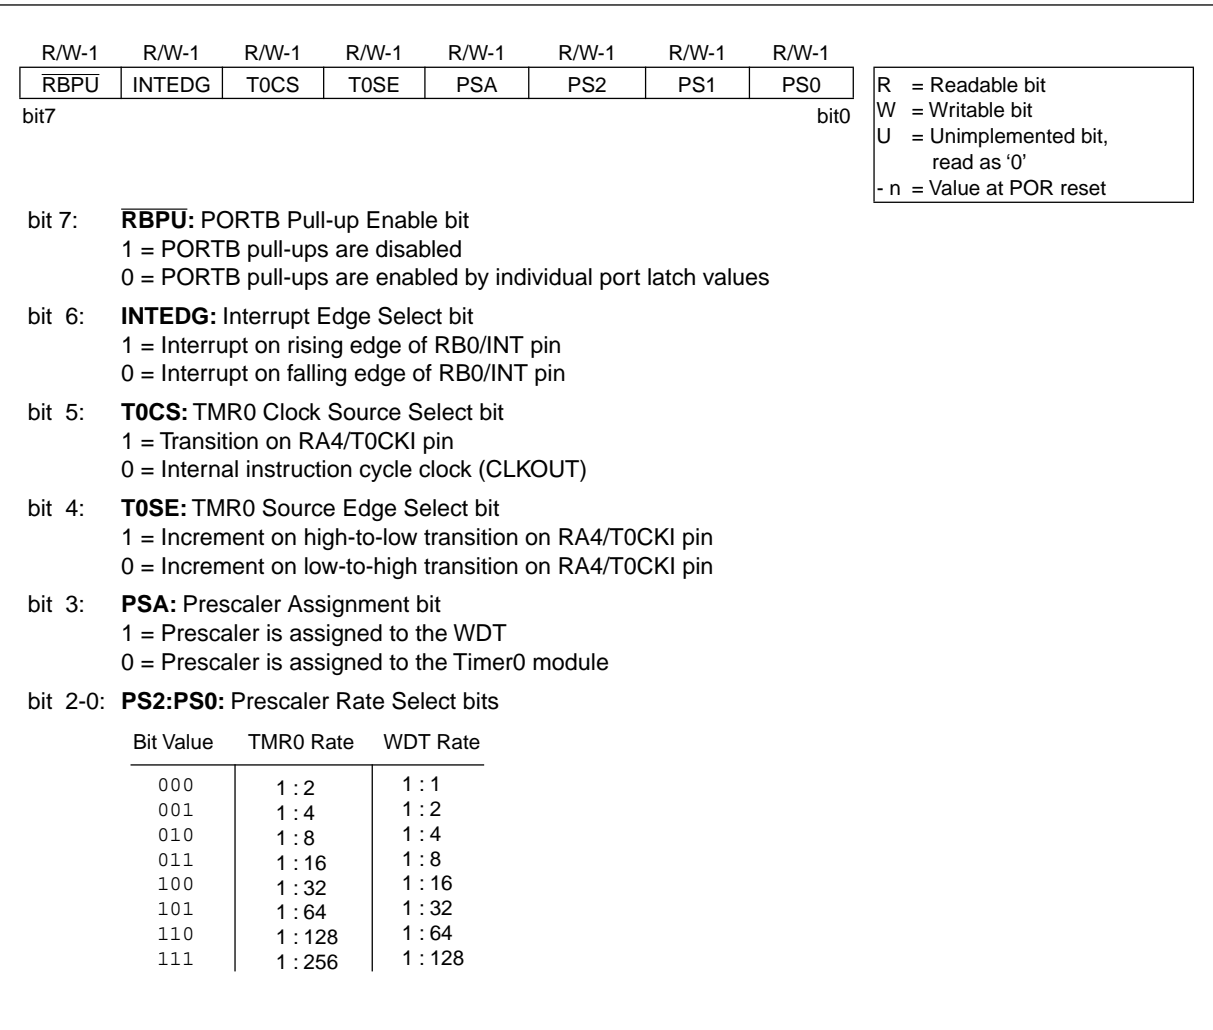 R/W-1 R/W-1 R/W-1 R/W-1 R/W-1 R/W-1 R/W-1 R/W-1
RBPU INTEDG T0CS T0SE PSA PS2 PS1 PS0
bit7 bit0
R = Readable bit
W = Writable bit
U = Unimplemented bit,
read as ‘0’
- n = Value at POR reset
bit 7: RBPU: PORTB Pull-up Enable bit
1 = PORTB pull-ups are disabled
0 = PORTB pull-ups are enabled by individual port latch values
bit 6: INTEDG: Interrupt Edge Select bit
1 = Interrupt on rising edge of RB0/INT pin
0 = Interrupt on falling edge of RB0/INT pin
bit 5: T0CS: TMR0 Clock Source Select bit
1 = Transition on RA4/T0CKI pin
0 = Internal instruction cycle clock (CLKOUT)
bit 4: T0SE: TMR0 Source Edge Select bit
1 = Increment on high-to-low transition on RA4/T0CKI pin
0 = Increment on low-to-high transition on RA4/T0CKI pin
bit 3: PSA: Prescaler Assignment bit
1 = Prescaler is assigned to the WDT
0 = Prescaler is assigned to the Timer0 module
bit 2-0: PS2:PS0: Prescaler Rate Select bits
Bit Value TMR0 Rate WDT Rate
000 1 : 2 1 : 1
001 1 : 4 1 : 2
010 1 : 8 1 : 4
011 1 : 16 1 : 8
100 1 : 32 1 : 16
101 1 : 64 1 : 32
110 1 : 128 1 : 64
111 1 : 256 1 : 128